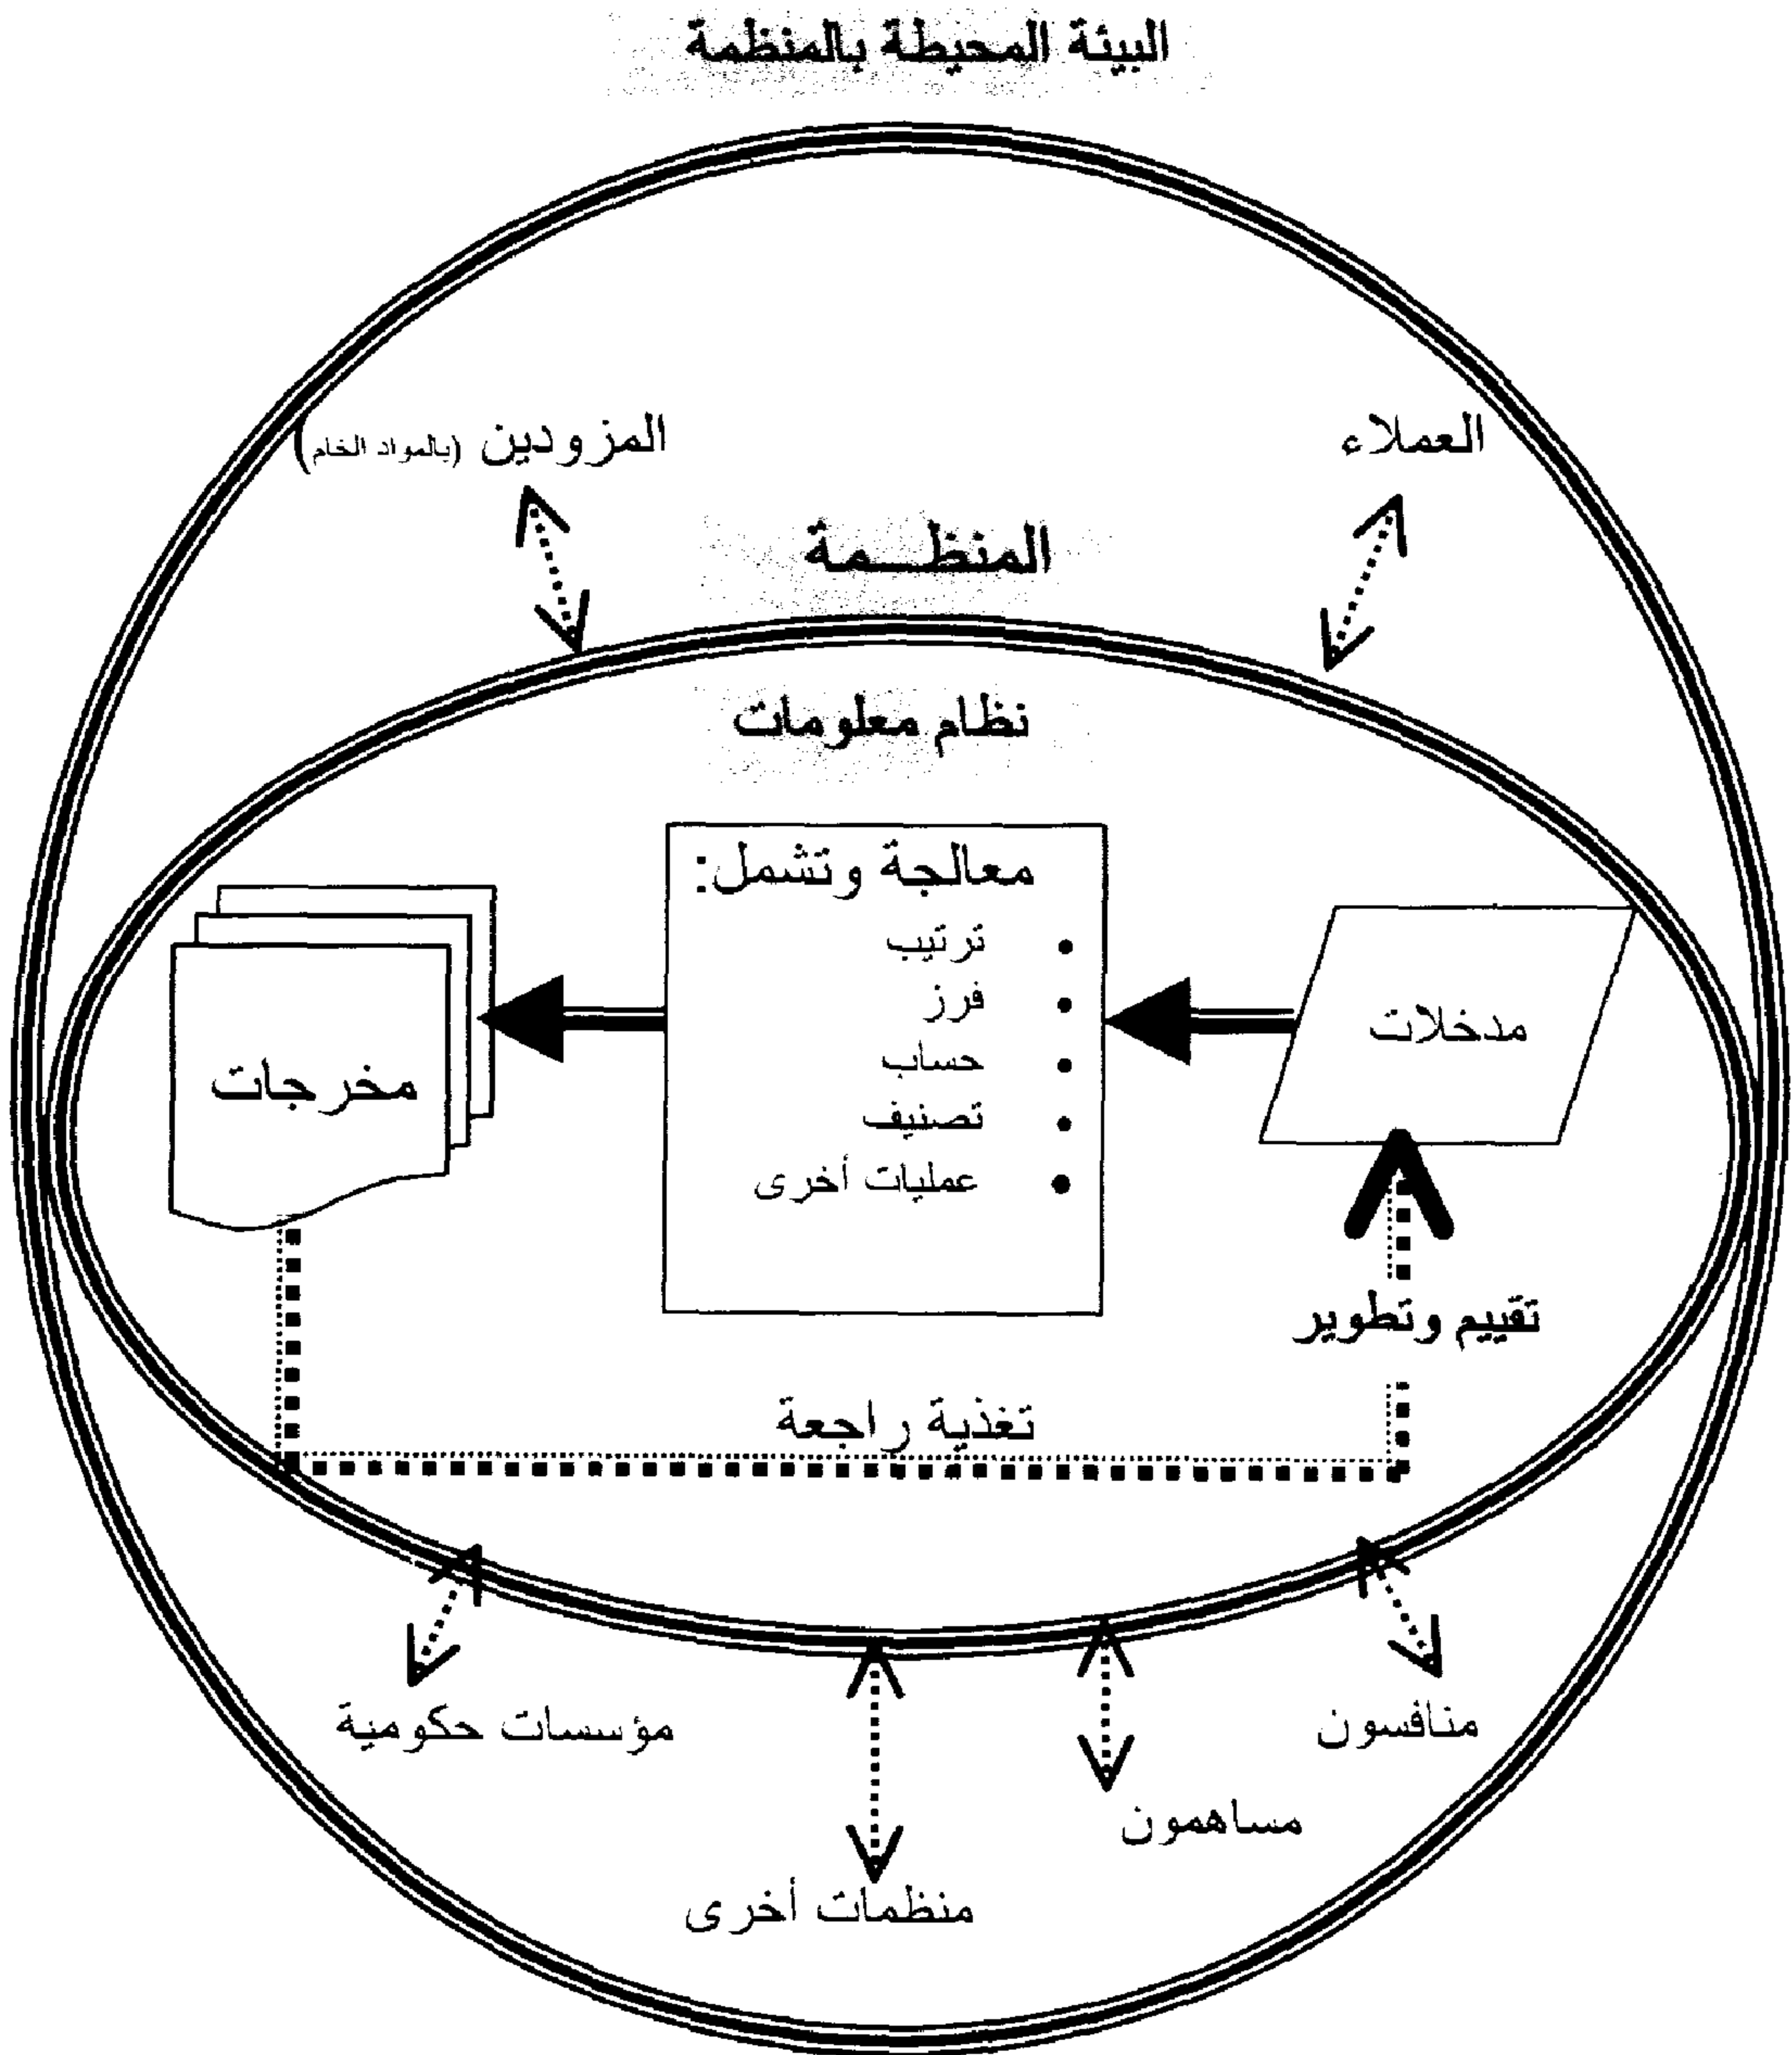 البيئة المحيطة بالمنظمة
العملاء
المزودين (بالمواد الخام)
المنظـــمة
نظام معلومات
معالجة وتشمل:
• ترتيب
• فرز
• حساب
• تصنيف
• عمليات أخرى
مدخلات
مخرجات
تقييم وتطوير
تغذية راجعة
منافسون
مؤسسات حكومية
مساهمون
منظمات أخرى